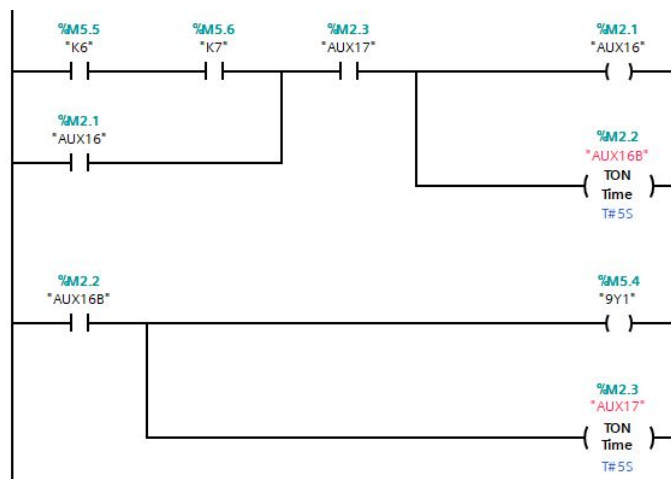 %M5.5
"K6"
%M5.6
"K7"
%M2.3
"AUX17"
%M2.1
"AUX16"
%M2.1
"AUX16"
%M2.2
"AUX16B"
TON
Time
T#5S
%M2.2
"AUX16B"
%M5.4
"9Y1"
%M2.3
"AUX17"
TON
Time
T#5S